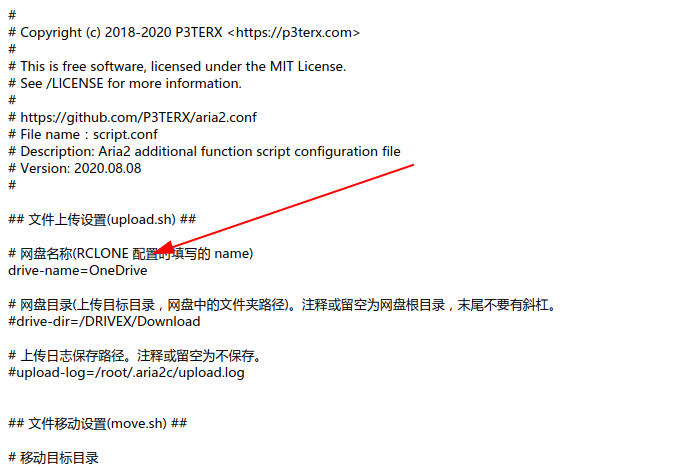 #
# Copyright (c) 2018-2020 P3TERX <https://p3terx.com>
#
# This is free software, licensed under the MIT License.
# See /LICENSE for more information.
#
# https://github.com/P3TERX/aria2.conf
# File name：script.conf
# Description: Aria2 additional function script configuration file
# Version: 2020.08.08
#
## 文件上传设置(upload.sh) ##
# 网盘名称(RCLONE 配置时填写的 name)
drive-name=OneDrive
# 网盘目录(上传目标目录，网盘中的文件夹路径)。注释或留空为网盘根目录，末尾不要有斜杠。
#drive-dir=/DRIVEX/Download
# 上传日志保存路径。注释或留空为不保存。
#upload-log=/root/.aria2c/upload.log
## 文件移动设置(move.sh) ##
# 移动目标目录